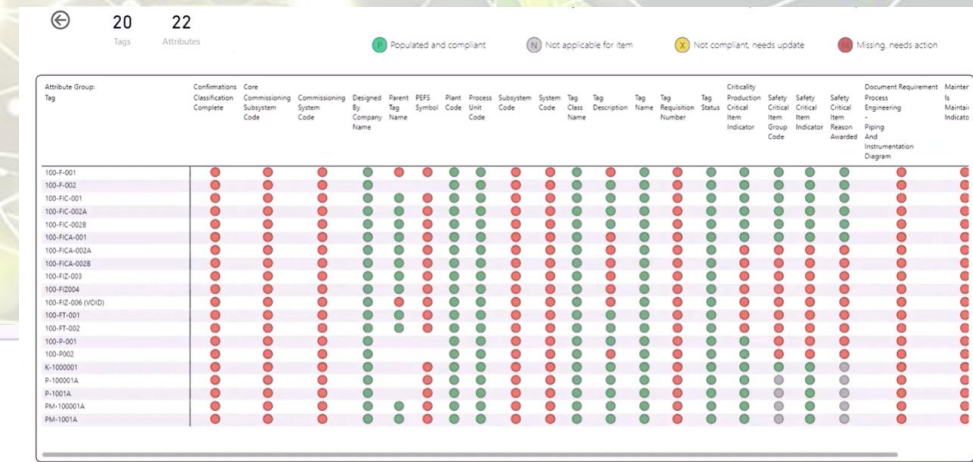 20 22
Tags Attributes
P Populated and compliant N Not applicable for item X Not compliant, needs update Missing, needs action
Attribute Group: Confirmations Core Criticality Document Requirement Mainter
Tag Classification Commissioning Commissioning Designed Parent PEFS Plant Process Subsystem System Tag Tag Tag Tag Tag Production Safety Safety Safety Process Is
Complete Subsystem System By Tag Symbol Code Unit Code Code Class Description Name Requisition Status Critical Critical Critical Critical Engineering Maintai
Code Code Company Name Code Name Number Item Item Item Item - Indicato
Name Indicator Group Indicator Reason Piping
Code Awarded And
Instrumentation
Diagram
100-F-001
100-F-002
100-FIC-001
100-FIC-002A
100-FIC-002B
100-FICA-001
100-FICA-002A
100-FICA-002B
100-FIZ-003
100-FIZ004
100-FIZ-006 (VOID)
100-FT-001
100-FT-002
100-P-001
100-P002
K-1000001
P-100001A
P-1001A
PM-100001A
PM-1001A